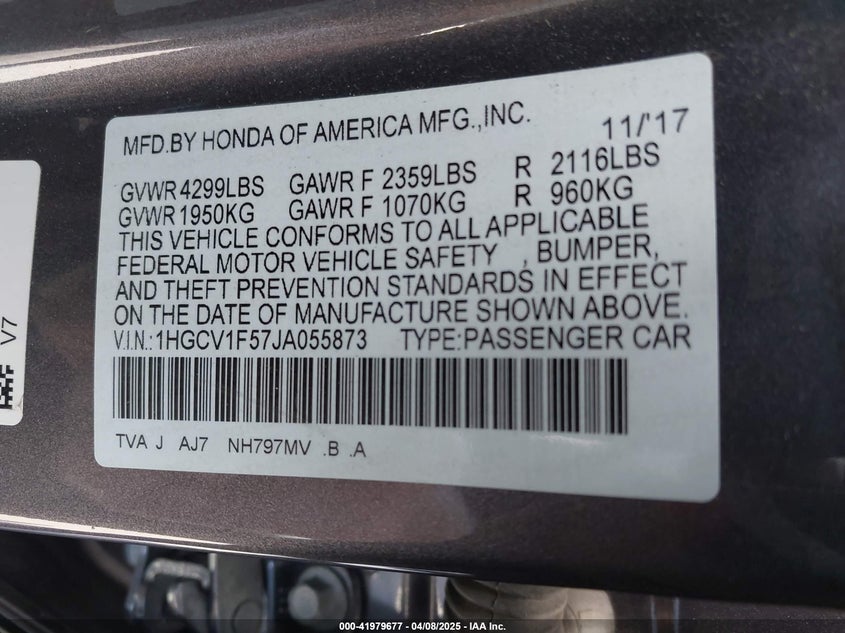 MFD.BY HONDA OF AMERICA MFG.,INC. 11/'17
GVWR 4299LBS GAWR F 2359LBS R 2116LBS
GVWR 1950KG GAWR F 1070KG R 960KG
THIS VEHICLE CONFORMS TO ALL APPLICABLE
FEDERAL MOTOR VEHICLE SAFETY , BUMPER,
AND THEFT PREVENTION STANDARDS IN EFFECT
ON THE DATE OF MANUFACTURE SHOWN ABOVE.
V.I.N.: 1HGCV1F57JA055873 TYPE:PASSENGER CAR
TVA J AJ7 NH797MV .B .A
V7
000-41979677 - 04/08/2025 - IAA Inc.